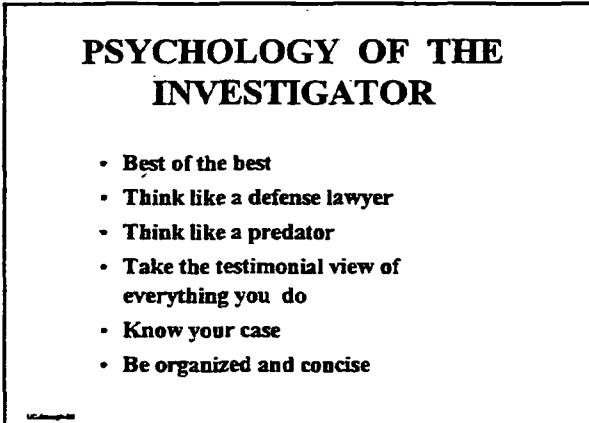 PSYCHOLOGY OF THE
INVESTIGATOR
• Best of the best
• Think like a defense lawyer
• Think like a predator
• Take the testimonial view of
everything you do
• Know your case
• Be organized and concise